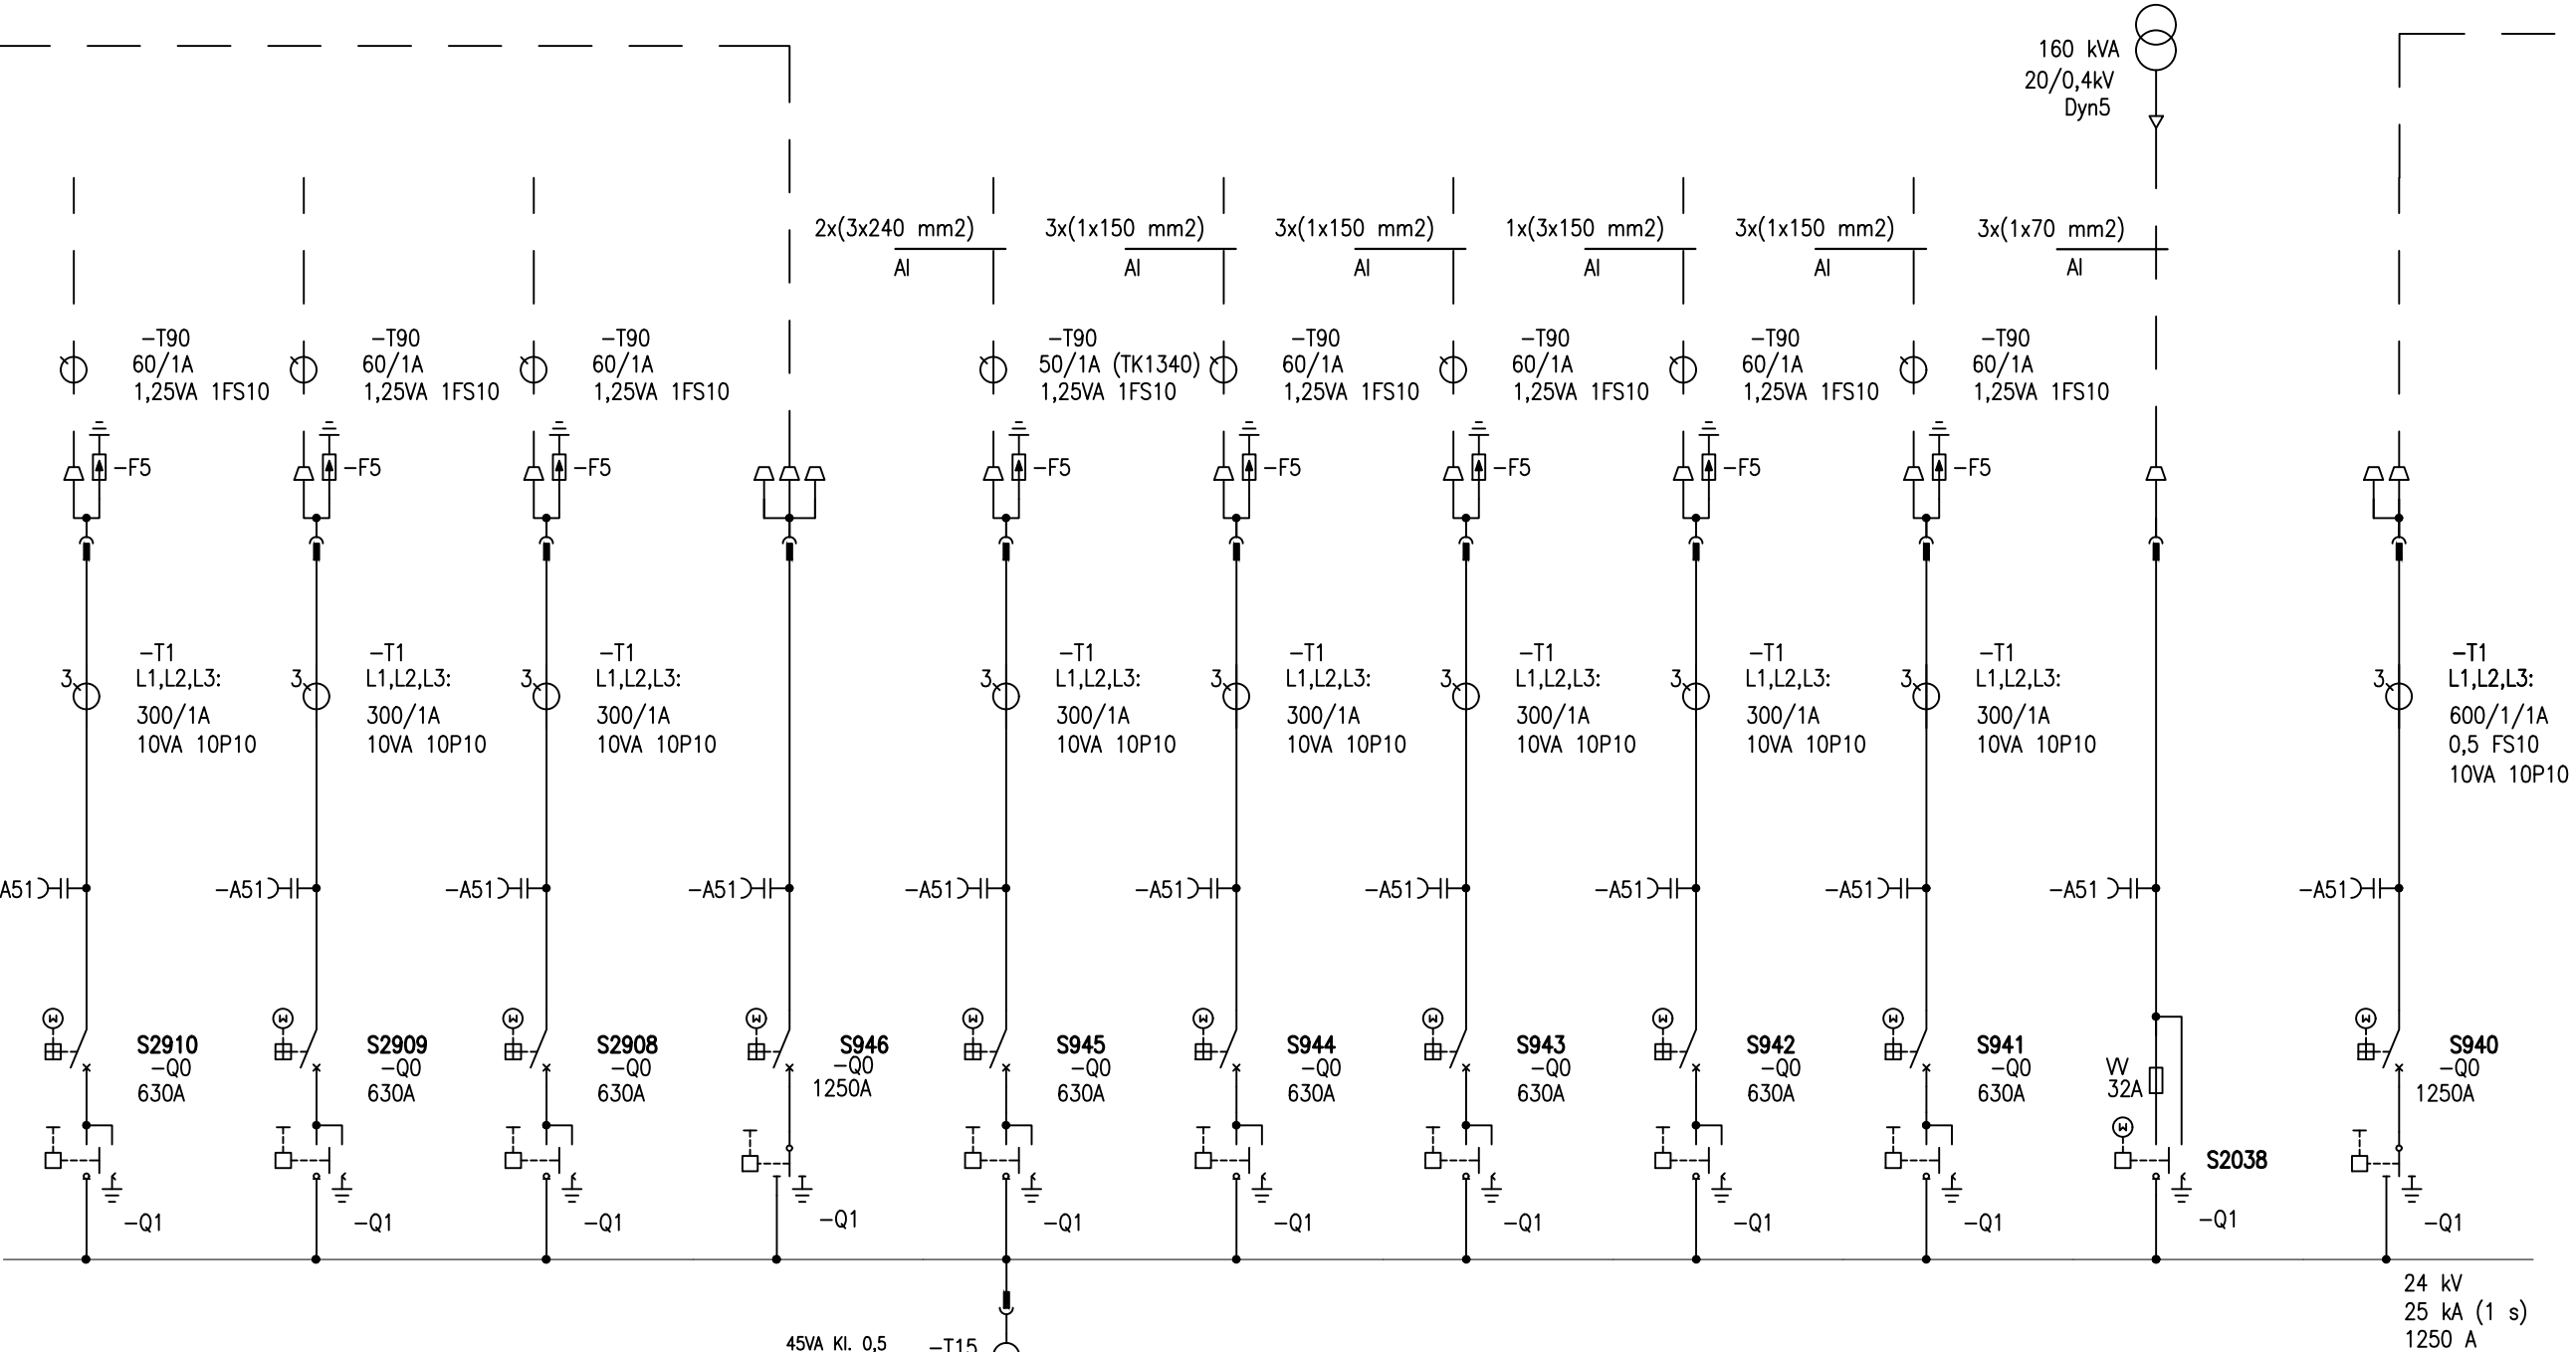 160 kVA
20/0,4kV
Dyn5
2x(3x240 mm2)
Al
3x(1x150 mm2)
Al
3x(1x150 mm2)
Al
1x(3x150 mm2)
Al
3x(1x150 mm2)
Al
3x(1x70 mm2)
Al
-T90
60/1A
1,25VA 1FS10
-T90
60/1A
1,25VA 1FS10
-T90
60/1A
1,25VA 1FS10
-T90
50/1A (TK1340)
1,25VA 1FS10
-T90
60/1A
1,25VA 1FS10
-T90
60/1A
1,25VA 1FS10
-T90
60/1A
1,25VA 1FS10
-T90
60/1A
1,25VA 1FS10
-F5
-F5
-F5
-F5
-F5
-F5
-F5
-F5
3
-T1
L1,L2,L3:
300/1A
10VA 10P10
3
-T1
L1,L2,L3:
300/1A
10VA 10P10
3
-T1
L1,L2,L3:
300/1A
10VA 10P10
3
-T1
L1,L2,L3:
300/1A
10VA 10P10
3
-T1
L1,L2,L3:
300/1A
10VA 10P10
3
-T1
L1,L2,L3:
300/1A
10VA 10P10
3
-T1
L1,L2,L3:
300/1A
10VA 10P10
3
-T1
L1,L2,L3:
300/1A
10VA 10P10
3
-T1
L1,L2,L3:
600/1/1A
0,5 FS10
10VA 10P10
A51
-A51
-A51
-A51
-A51
-A51
-A51
-A51
-A51
-A51
-A51
M
S2910
-Q0
630A
M
S2909
-Q0
630A
M
S2908
-Q0
630A
M
S946
-Q0
1250A
M
S945
-Q0
630A
M
S944
-Q0
630A
M
S943
-Q0
630A
M
S942
-Q0
630A
M
S941
-Q0
630A
VV
32A
M
S2038
M
S940
-Q0
1250A
-Q1
-Q1
-Q1
-Q1
-Q1
-Q1
-Q1
-Q1
-Q1
-Q1
-Q1
24 kV
25 kA (1 s)
1250 A
45VA Kl. 0,5
-T15